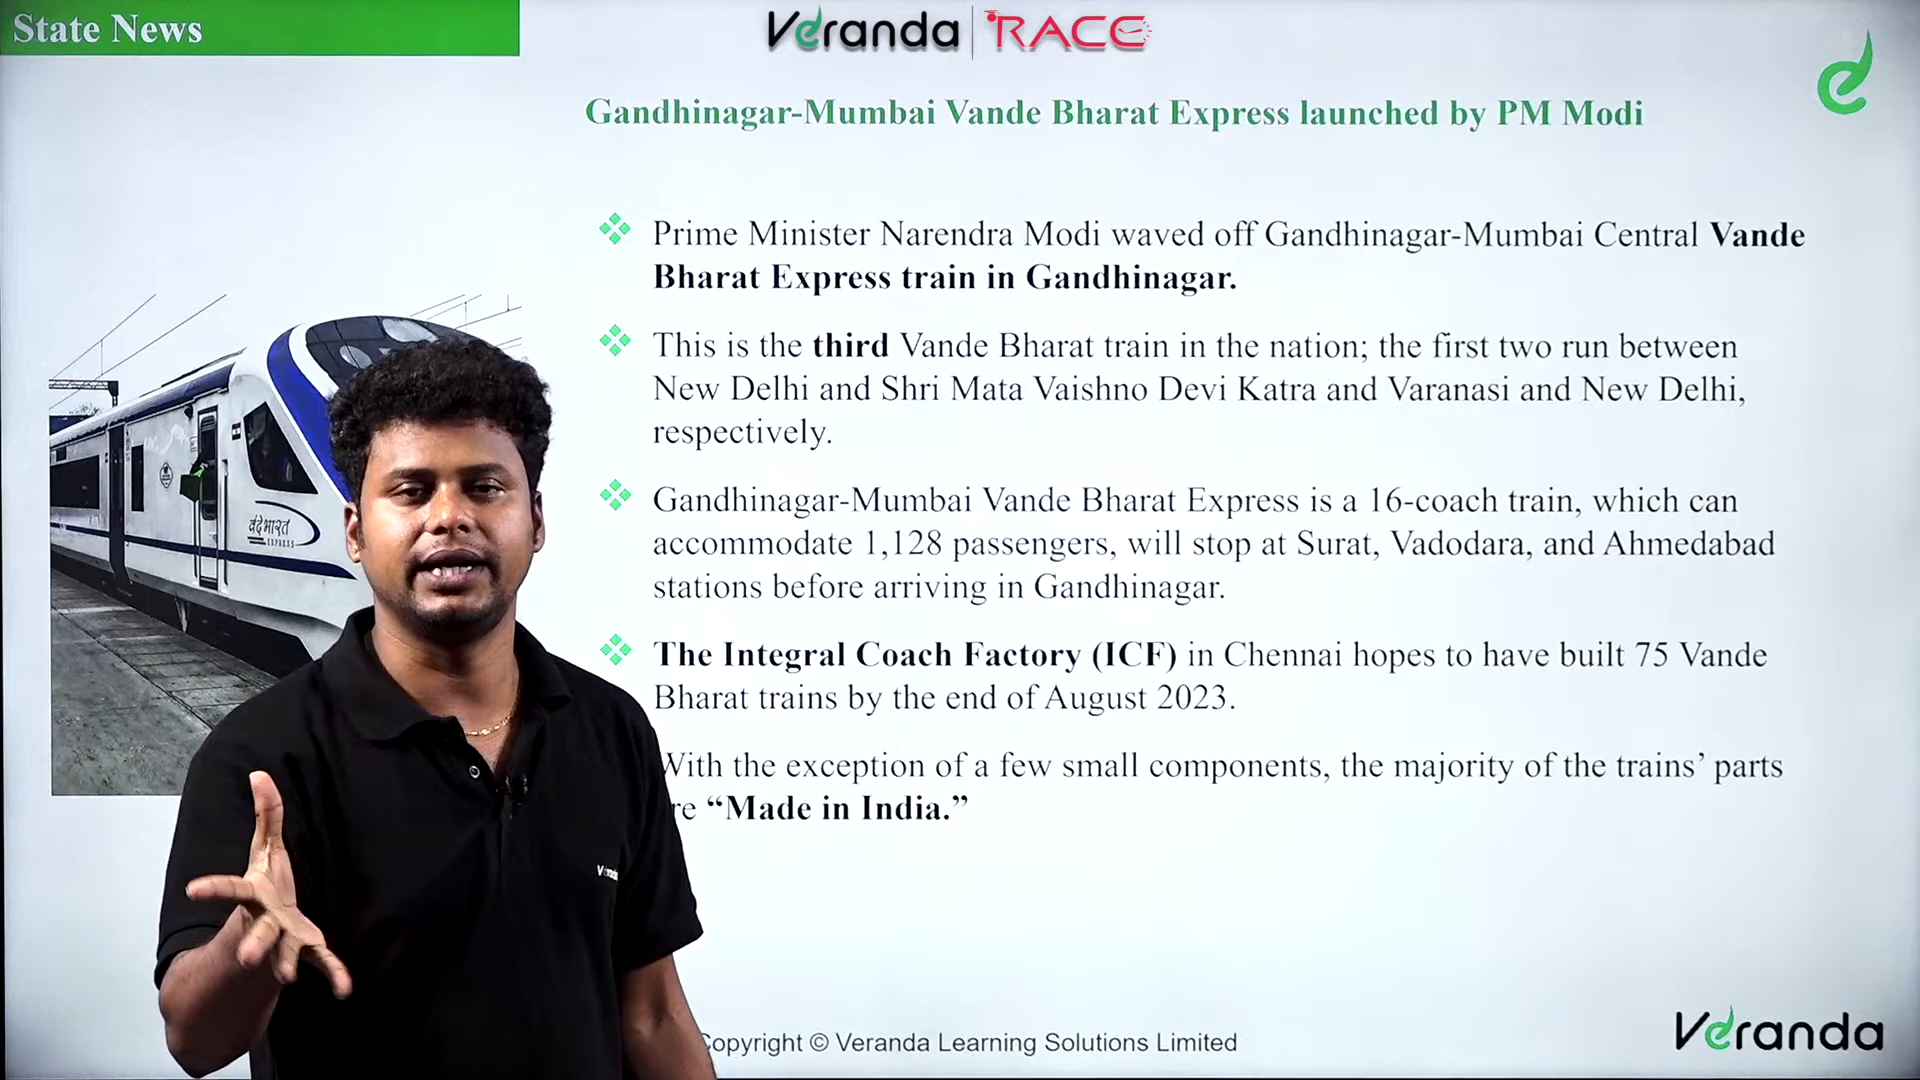 State News
Veranda RACE
Gandhinagar-Mumbai Vande Bharat Express launched by PM Modi
Prime Minister Narendra Modi waved off Gandhinagar-Mumbai Central Vande
Bharat Express train in Gandhinagar.
This is the third Vande Bharat train in the nation; the first two run between
New Delhi and Shri Mata Vaishno Devi Katra and Varanasi and New Delhi,
respectively.
Gandhinagar-Mumbai Vande Bharat Express is a 16-coach train, which can
accommodate 1,128 passengers, will stop at Surat, Vadodara, and Ahmedabad
stations before arriving in Gandhinagar.
The Integral Coach Factory (ICF) in Chennai hopes to have built 75 Vande
Bharat trains by the end of August 2023.
With the exception of a few small components, the majority of the trains’ parts
re “Made in India.”
वंदे भारत
EXPRESS
Veranda
Copyright © Veranda Learning Solutions Limited
Veranda